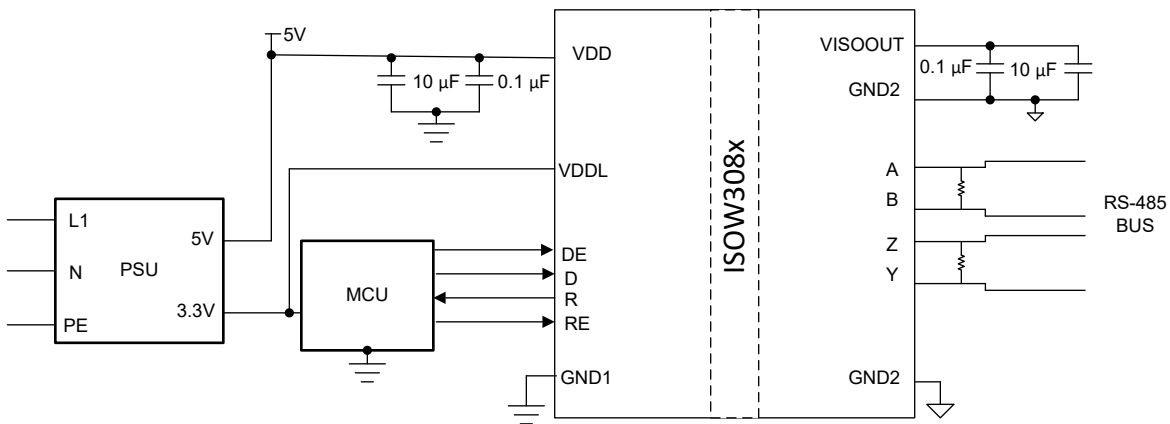 5V
VDD
10 µF
0.1 µF
VISOOUT
0.1 µF
10 µF
GND2
VDDL
A
B
RS-485
BUS
L1
N
PE
PSU
5V
3.3V
MCU
DE
D
R
RE
ISOW308x
Z
Y
GND1
GND2